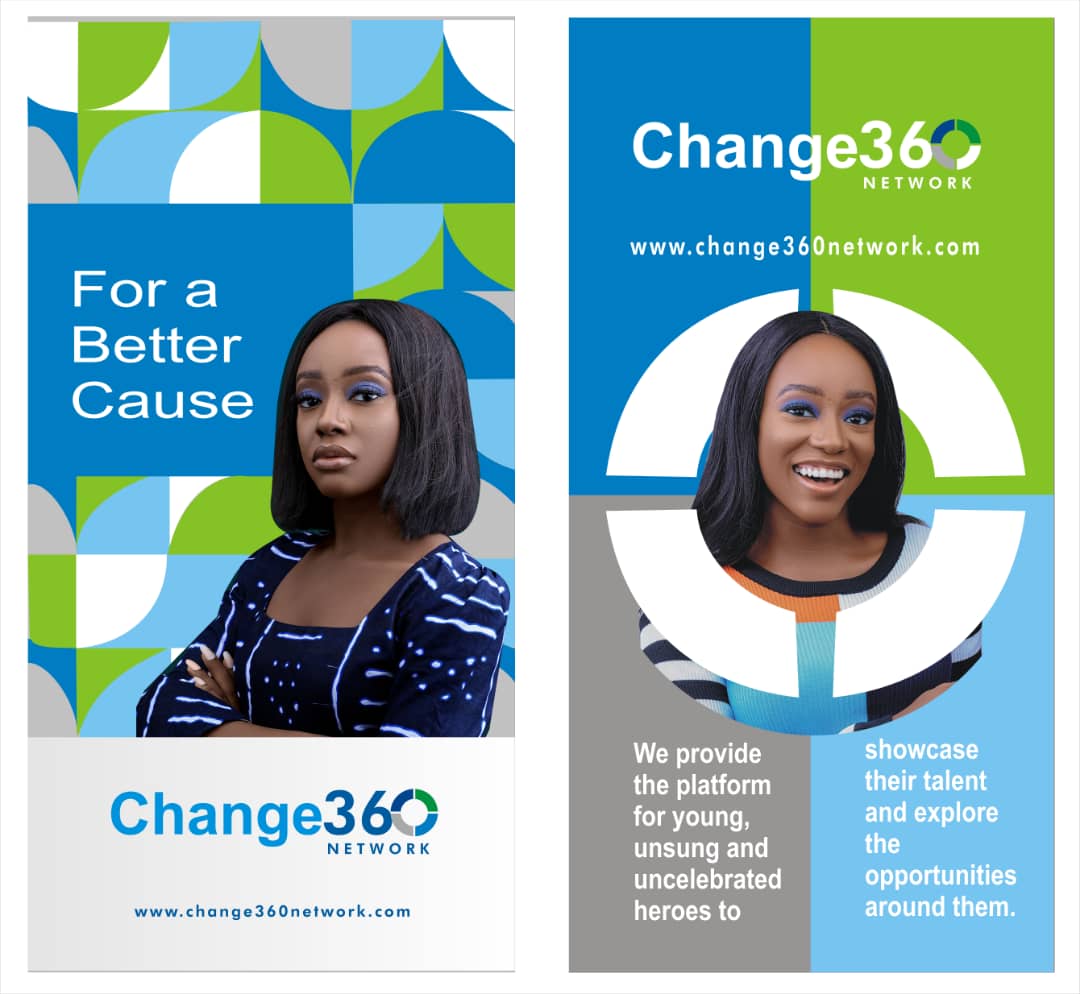 For a
Better
Cause
Change360
NETWORK
www.change360network.com
Change360
NETWORK
www.change360network.com
We provide
the platform
for young,
unsung and
uncelebrated
heroes to
showcase
their talent
and explore
the
opportunities
around them.